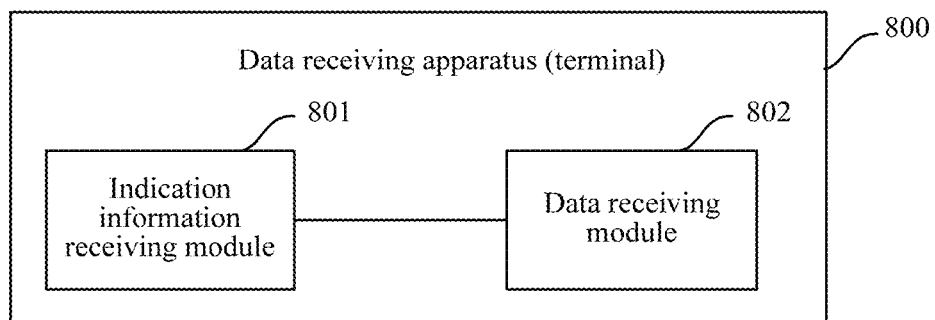 800
Data receiving apparatus (terminal)
801
802
Indication
information
receiving module
Data receiving
module